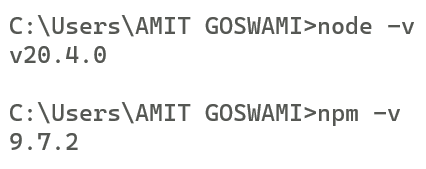 C:\Users\AMIT GOSWAMI>node -v
v20.4.0
C:\Users\AMIT GOSWAMI>npm -v
9.7.2